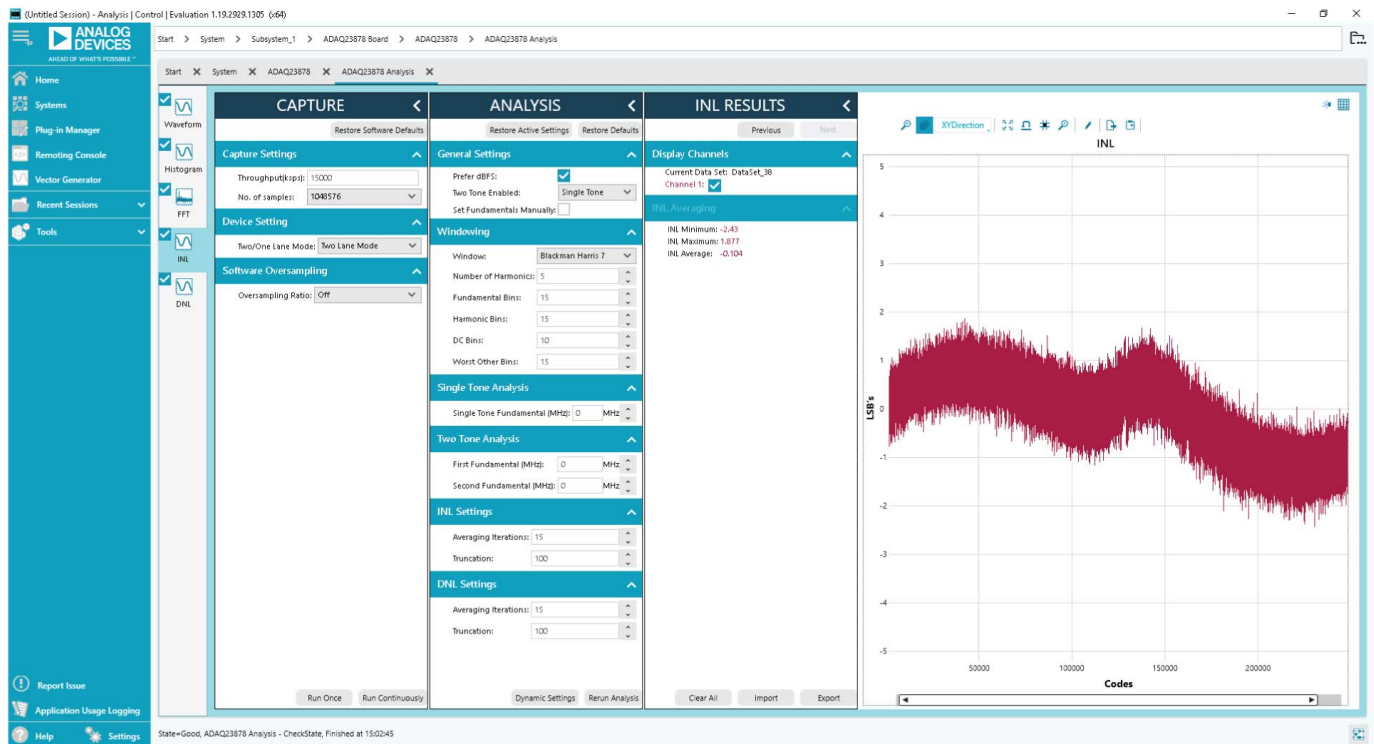 (Untitled Session) - Analysis | Control | Evaluation 1.19.2929.1305 (x64)
ANALOG
DEVICES
AHEAD OF WHAT'S POSSIBLE™
Start > System > Subsystem_1 > ADAQ23878 Board > ADAQ23878 > ADAQ23878 Analysis
Start System ADAQ23878 ADAQ23878 Analysis
Home
Systems
Plug-in Manager
Remoting Console
Vector Generator
Recent Sessions
Tools
Report Issue
Application Usage Logging
Help Settings
Waveform
Histogram
FFT
INL
DNL
CAPTURE
Restore Software Defaults
Capture Settings
Throughput(ksps): 15000
No. of samples: 1048576
Device Setting
Two/One Lane Mode: Two Lane Mode
Software Oversampling
Oversampling Ratio: Off
Run Once Run Continuously
ANALYSIS
Restore Active Settings Restore Defaults
General Settings
Prefer dBFS:
Two Tone Enabled: Single Tone
Set Fundamentals Manually:
Windowing
Window: Blackman Harris 7
Number of Harmonics: 5
Fundamental Bins: 15
Harmonic Bins: 15
DC Bins: 10
Worst Other Bins: 15
Single Tone Analysis
Single Tone Fundamental (MHz): 0 MHz
Two Tone Analysis
First Fundamental (MHz): 0 MHz
Second Fundamental (MHz): 0 MHz
INL Settings
Averaging Iterations: 15
Truncation: 100
DNL Settings
Averaging Iterations: 15
Truncation: 100
Dynamic Settings Rerun Analysis
INL RESULTS
Previous Next
Display Channels
Current Data Set: DataSet_38
Channel 1:
INL Averaging
INL Minimum: -2.43
INL Maximum: 1.877
INL Average: -0.104
Clear All Import Export
XYDirection
INL
5
4
3
2
1
0
-1
-2
-3
-4
-5
LSB's
50000 100000 150000 200000
Codes
State=Good, ADAQ23878 Analysis - CheckState, Finished at 15:02:45